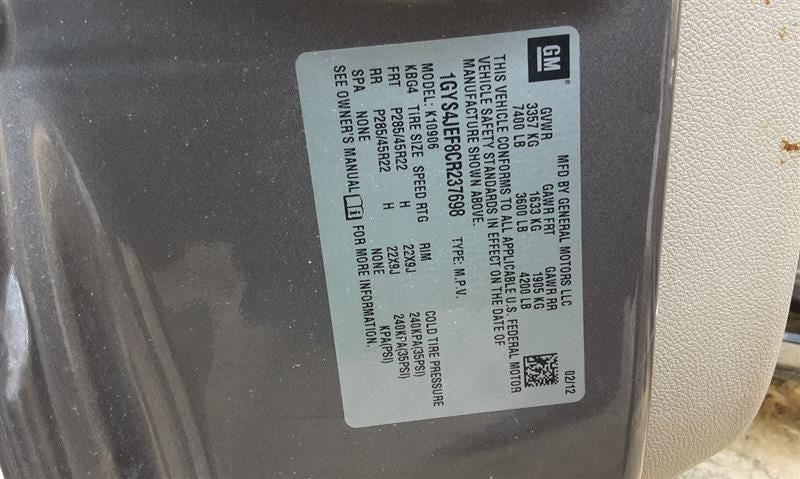 GM
MFD BY GENERAL MOTORS LLC 02/12
GVWR GAWR FRT GAWR RR
3357 KG 1633 KG 1905 KG
7400 LB 3600 LB 4200 LB
THIS VEHICLE CONFORMS TO ALL APPLICABLE U.S. FEDERAL MOTOR
VEHICLE SAFETY STANDARDS IN EFFECT ON THE DATE OF
MANUFACTURE SHOWN ABOVE.
1GYS4JEF8CR237698 TYPE: M.P.V.
MODEL: K10906
KBG4 TIRE SIZE SPEED RTG RIM COLD TIRE PRESSURE
FRT P285/45R22 H 22X9J 240KPA(35PSI)
RR P285/45R22 H 22X9J 240KPA(35PSI)
SPA NONE NONE KPA(PSI)
SEE OWNER'S MANUAL FOR MORE INFORMATION.